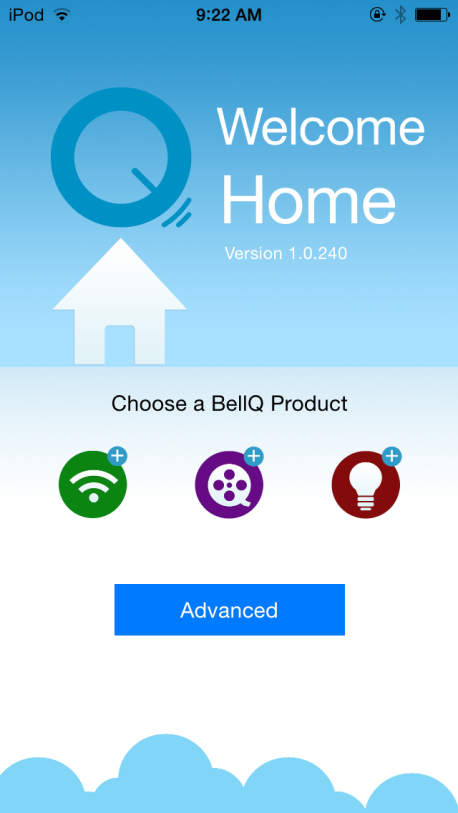 iPod 9:22 AM
Welcome
Home
Version 1.0.240
Choose a BellQ Product
Advanced